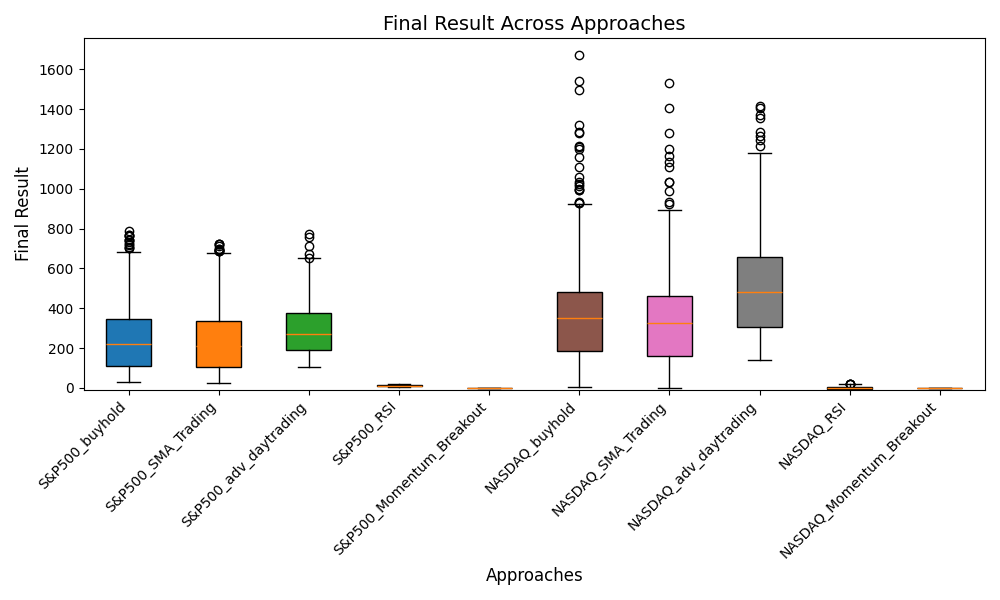 Final Result Across Approaches
Final Result
1600
1400
1200
1000
800
600
400
200
0
S&P500_buyhold
S&P500_SMA_Trading
S&P500_adv_daytrading
S&P500_RSI
S&P500_Momentum_Breakout
NASDAQ_buyhold
NASDAQ_SMA_Trading
NASDAQ_adv_daytrading
NASDAQ_RSI
NASDAQ_Momentum_Breakout
Approaches